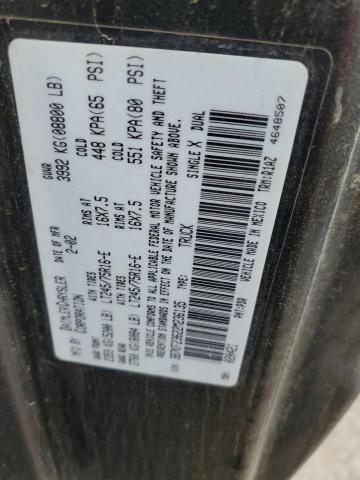 DAIMLERCHRYSLER CORPORATION
DATE OF MFR 2-02
GVWR 3992 KG(08800 LB)
WITH TIRES LT245/75R16-E
RIMS AT 16X7.5
COLD 448 KPA(65 PSI)
WITH TIRES LT245/75R16-E
RIMS AT 16X7.5
COLD 551 KPA(80 PSI)
THIS VEHICLE CONFORMS TO ALL APPLICABLE FEDERAL MOTOR VEHICLE SAFETY AND THEFT
PREVENTION STANDARDS IN EFFECT ON THE DATE OF MANUFACTURE SHOWN ABOVE.
TRUCK
SINGLE X DUAL
VEHICLE MADE IN MEXICO
TRM:R1AZ
4648507